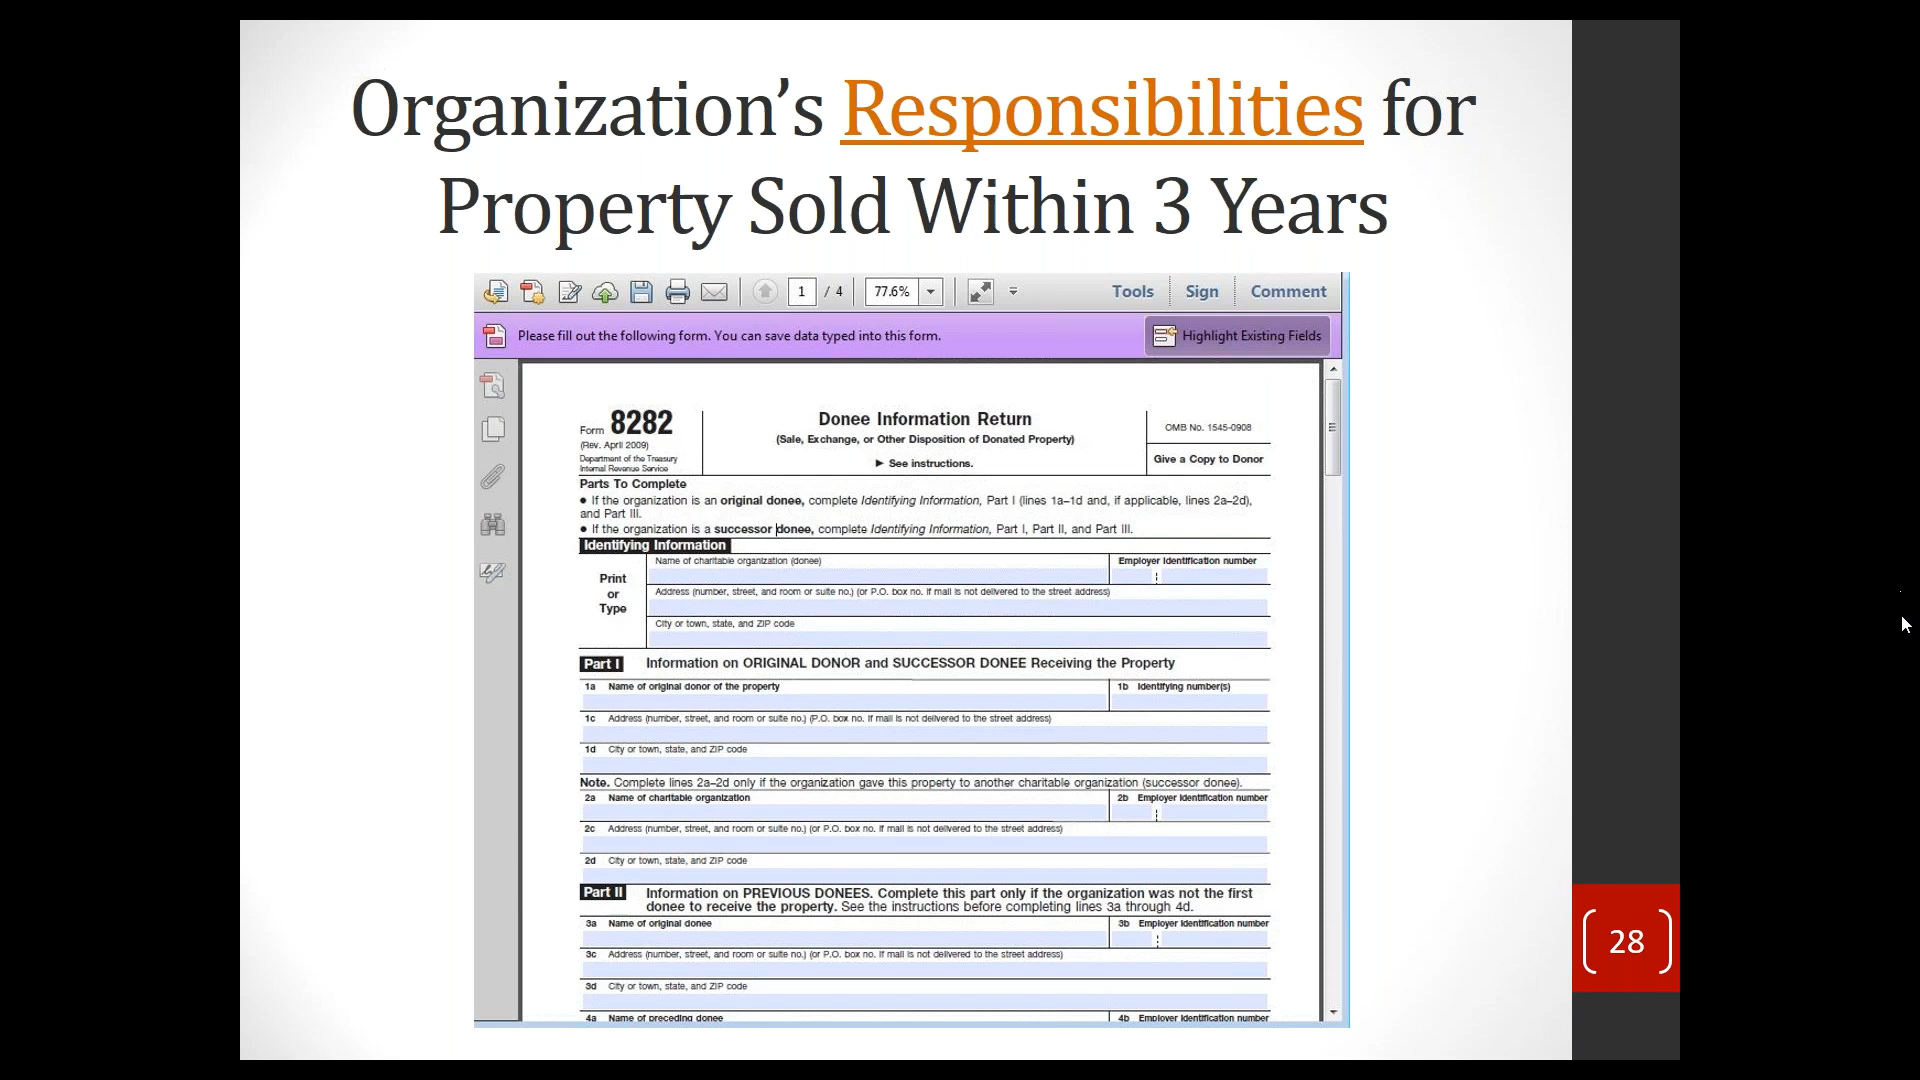 Organization’s Responsibilities for
Property Sold Within 3 Years
1 / 4 77.6% Tools Sign Comment
Please fill out the following form. You can save data typed into this form. Highlight Existing Fields
Form 8282
(Rev. April 2009)
Department of the Treasury
Internal Revenue Service
Donee Information Return
(Sale, Exchange, or Other Disposition of Donated Property)
► See instructions.
OMB No. 1545-0908
Give a Copy to Donor
Parts To Complete
● If the organization is an original donee, complete Identifying Information, Part I (lines 1a–1d and, if applicable, lines 2a–2d),
and Part III.
● If the organization is a successor donee, complete Identifying Information, Part I, Part II, and Part III.
Identifying Information
Print
or
Type
Name of charitable organization (donee) Employer identification number
Address (number, street, and room or suite no.) (or P.O. box no. if mail is not delivered to the street address)
City or town, state, and ZIP code
Part I Information on ORIGINAL DONOR and SUCCESSOR DONEE Receiving the Property
1a Name of original donor of the property 1b Identifying number(s)
1c Address (number, street, and room or suite no.) (P.O. box no. if mail is not delivered to the street address)
1d City or town, state, and ZIP code
Note. Complete lines 2a–2d only if the organization gave this property to another charitable organization (successor donee).
2a Name of charitable organization 2b Employer identification number
2c Address (number, street, and room or suite no.) (or P.O. box no. if mail is not delivered to the street address)
2d City or town, state, and ZIP code
Part II Information on PREVIOUS DONEES. Complete this part only if the organization was not the first
donee to receive the property. See the instructions before completing lines 3a through 4d.
3a Name of original donee 3b Employer identification number
3c Address (number, street, and room or suite no.) (or P.O. box no. if mail is not delivered to the street address)
3d City or town, state, and ZIP code
4a Name of preceding donee 4b Employer identification number
28